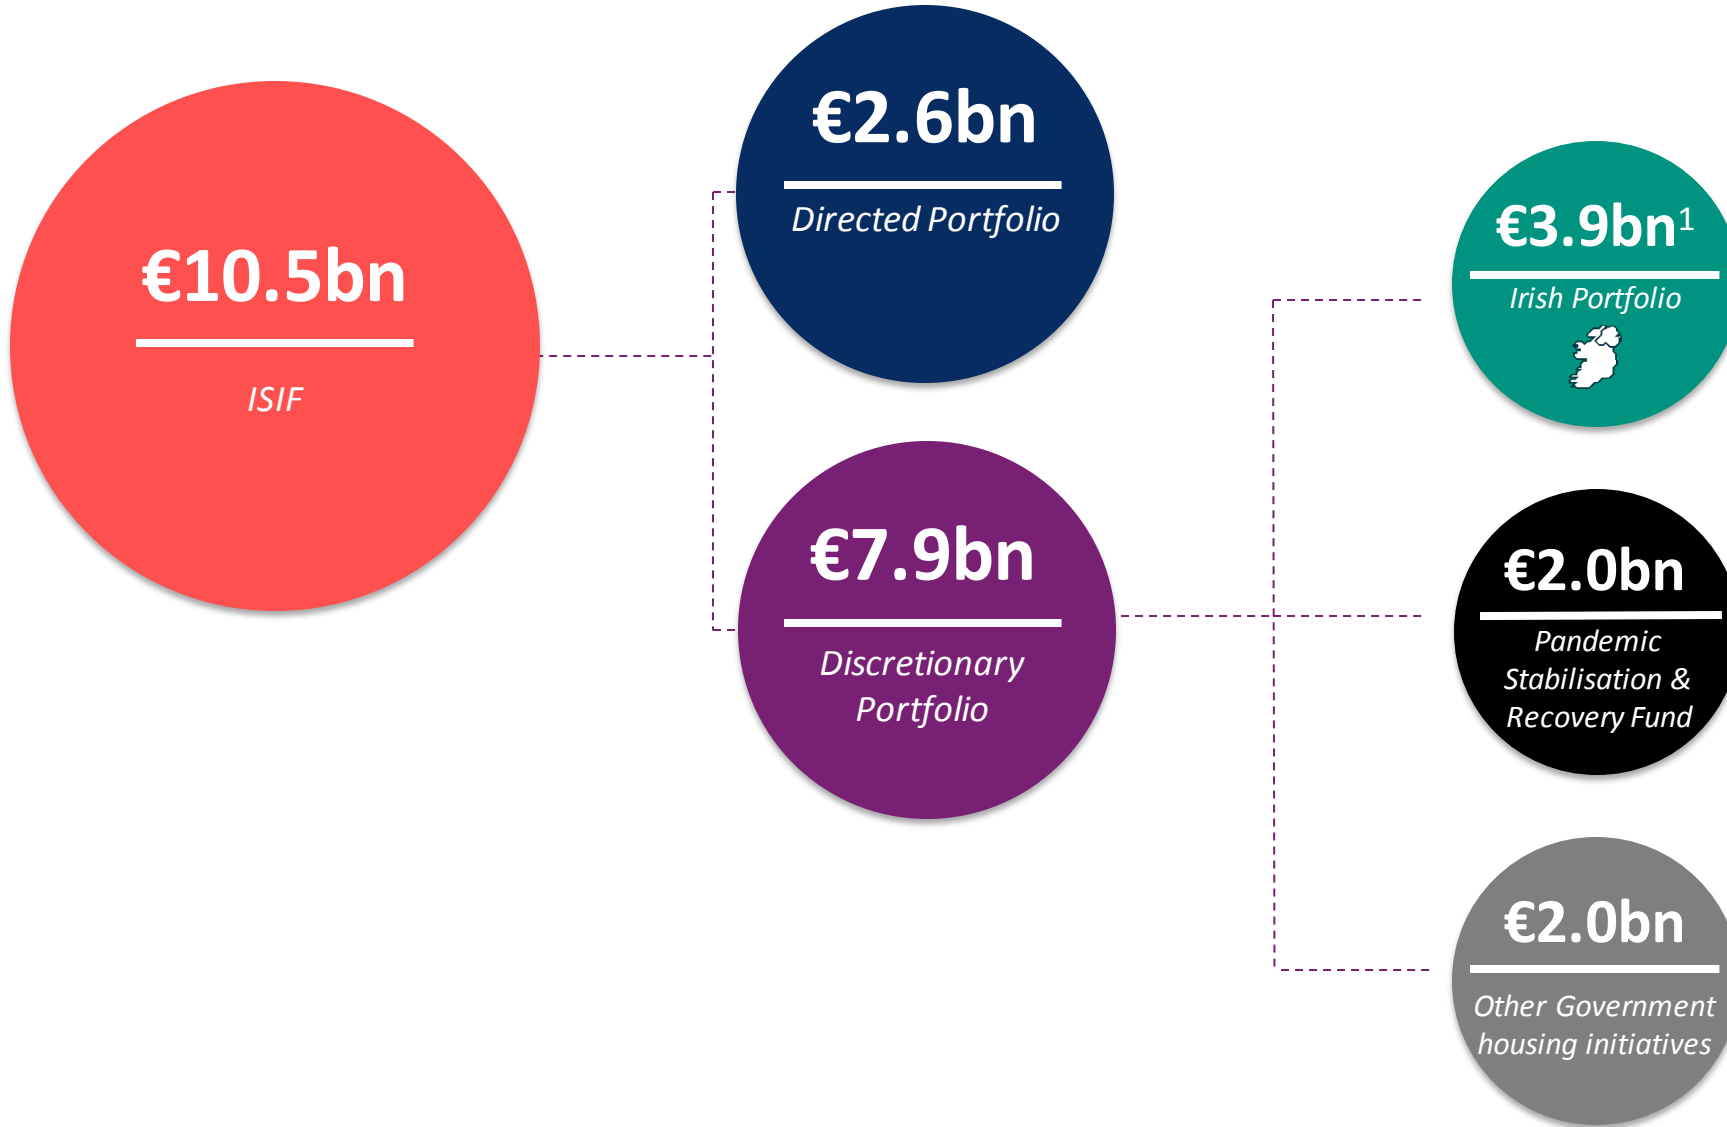 €10.5bn
ISIF
€2.6bn
Directed Portfolio
€7.9bn
Discretionary
Portfolio
€3.9bn¹
Irish Portfolio
€2.0bn
Pandemic
Stabilisation &
Recovery Fund
€2.0bn
Other Government
housing initiatives